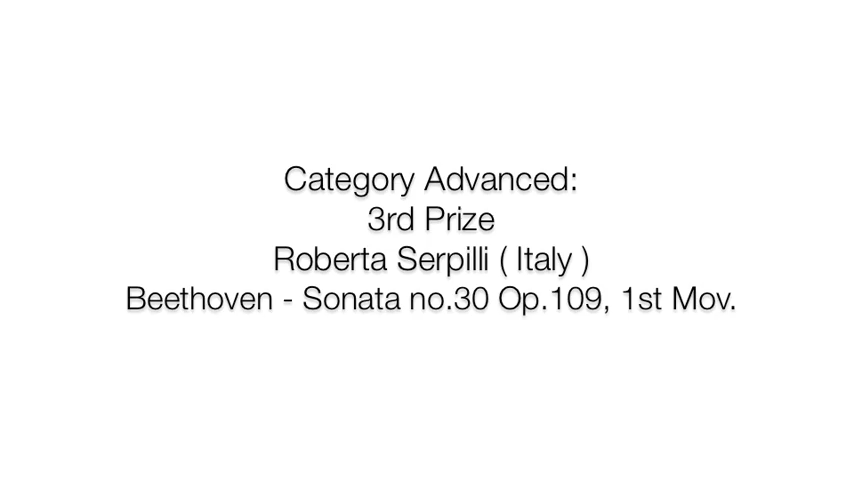 Category Advanced:
3rd Prize
Roberta Serpilli ( Italy )
Beethoven - Sonata no.30 Op.109, 1st Mov.